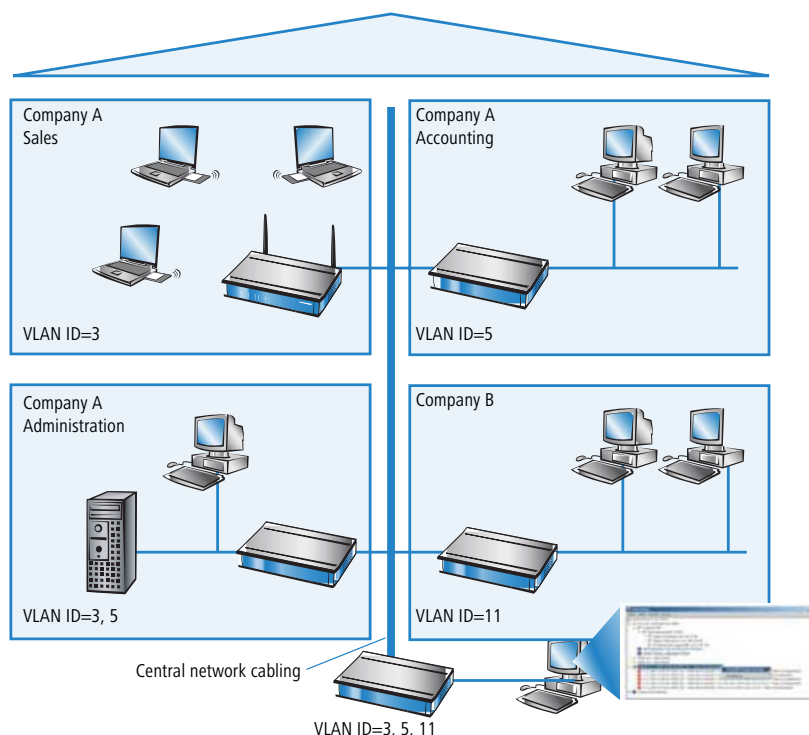 Company A
Sales
VLAN ID=3
Company A
Accounting
VLAN ID=5
Company A
Administration
VLAN ID=3, 5
Company B
VLAN ID=11
Central network cabling
VLAN ID=3, 5, 11